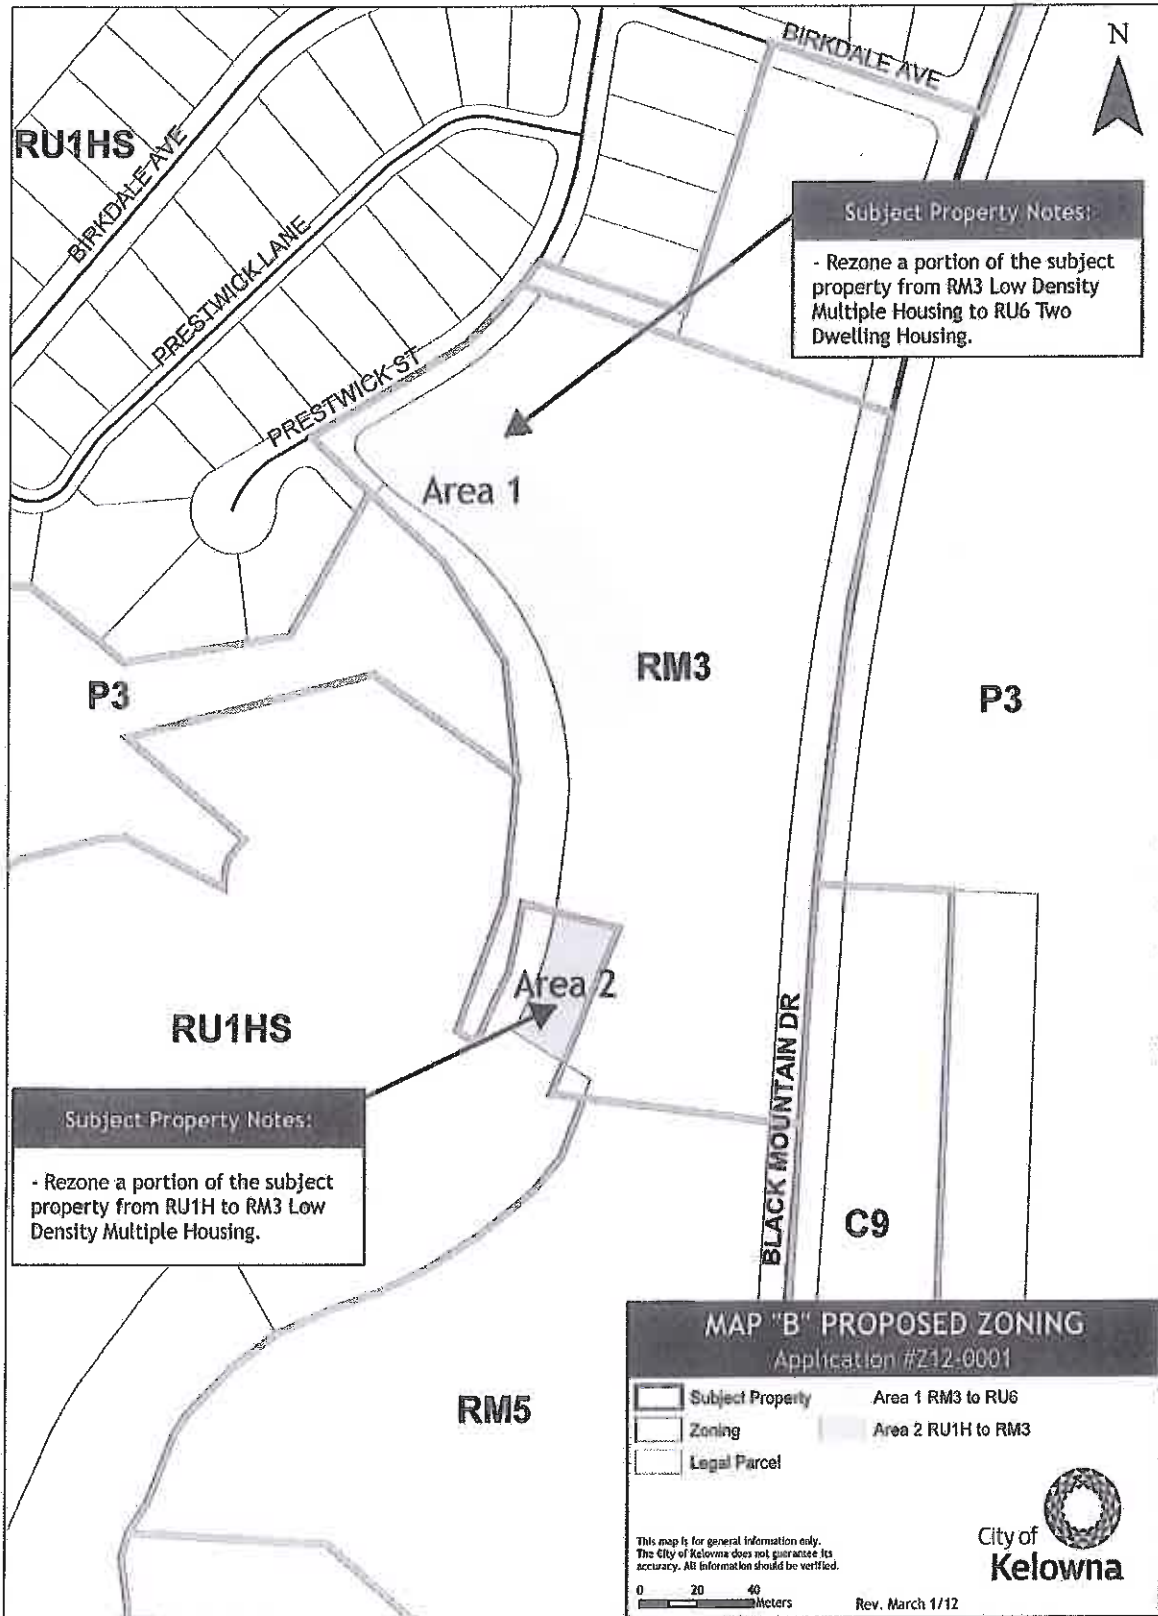 BIRKDALE AVE
N
RU1HS
BIRKDALE AVE
PRESTWICK LANE
PRESTWICK ST
Subject Property Notes:
- Rezone a portion of the subject
property from RM3 Low Density
Multiple Housing to RU6 Two
Dwelling Housing.
Area 1
RM3
P3
P3
Area 2
RU1HS
BLACK MOUNTAIN DR
Subject Property Notes:
- Rezone a portion of the subject
property from RU1H to RM3 Low
Density Multiple Housing.
C9
RM5
MAP "B" PROPOSED ZONING
Application #Z12-0001
Subject Property
Area 1 RM3 to RU6
Zoning
Area 2 RU1H to RM3
Legal Parcel
This map is for general information only.
The City of Kelowna does not guarantee its
accuracy. All information should be verified.
City of
Kelowna
0 20 40
Meters
Rev. March 1/12